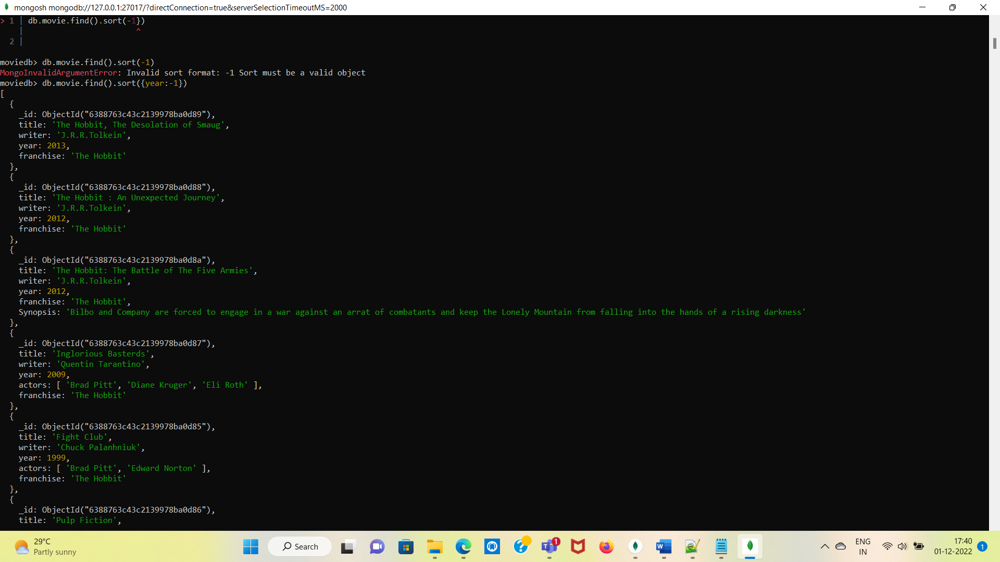 mongosh mongodb://127.0.0.1:27017/?directConnection=true&serverSelectionTimeoutMS=2000
> 1 | db.movie.find().sort(-1})
| ^
2 |
moviedb> db.movie.find().sort(-1)
MongoInvalidArgumentError: Invalid sort format: -1 Sort must be a valid object
moviedb> db.movie.find().sort({year:-1})
[
{
_id: ObjectId("6388763c43c2139978ba0d89"),
title: 'The Hobbit, The Desolation of Smaug',
writer: 'J.R.R.Tolkein',
year: 2013,
franchise: 'The Hobbit'
},
{
_id: ObjectId("6388763c43c2139978ba0d88"),
title: 'The Hobbit : An Unexpected Journey',
writer: 'J.R.R.Tolkein',
year: 2012,
franchise: 'The Hobbit'
},
{
_id: ObjectId("6388763c43c2139978ba0d8a"),
title: 'The Hobbit: The Battle of The Five Armies',
writer: 'J.R.R.Tolkein',
year: 2012,
franchise: 'The Hobbit',
Synopsis: 'Bilbo and Company are forced to engage in a war against an arrat of combatants and keep the Lonely Mountain from falling into the hands of a rising darkness'
},
{
_id: ObjectId("6388763c43c2139978ba0d87"),
title: 'Inglorious Basterds',
writer: 'Quentin Tarantino',
year: 2009,
actors: [ 'Brad Pitt', 'Diane Kruger', 'Eli Roth' ],
franchise: 'The Hobbit'
},
{
_id: ObjectId("6388763c43c2139978ba0d85"),
title: 'Fight Club',
writer: 'Chuck Palanhniuk',
year: 1999,
actors: [ 'Brad Pitt', 'Edward Norton' ],
franchise: 'The Hobbit'
},
{
_id: ObjectId("6388763c43c2139978ba0d86"),
title: 'Pulp Fiction',
29°C
Partly sunny
Search
1
ENG
IN
17:40
01-12-2022
1